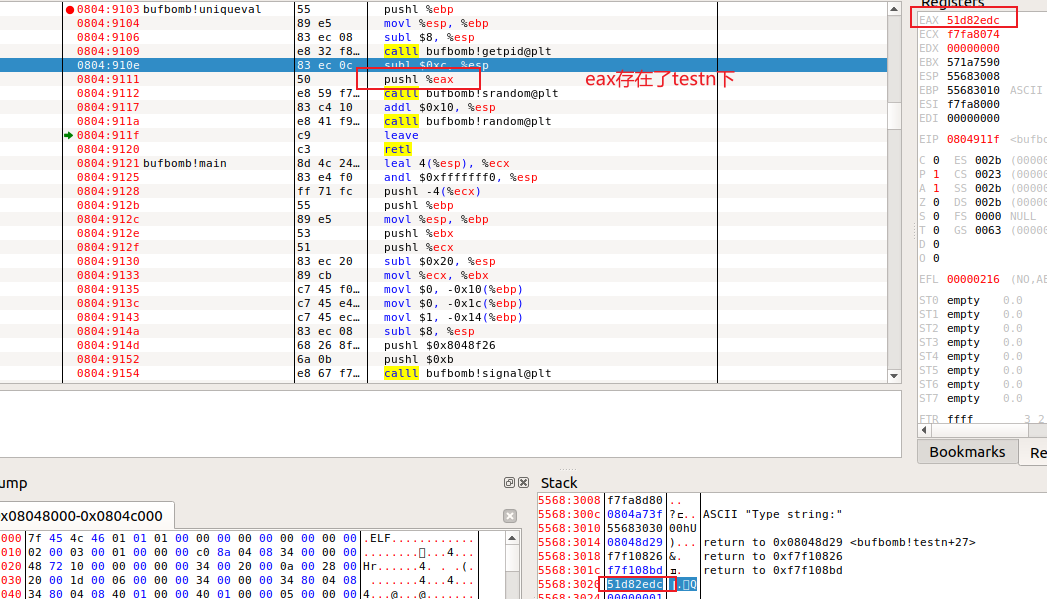 Registers
0804:9103 bufbomb!uniqueval 55 pushl %ebp
0804:9104 89 e5 movl %esp, %ebp
0804:9106 83 ec 08 subl $8, %esp
0804:9109 e8 32 f8… calll bufbomb!getpid@plt
0804:910e 83 ec 0c subl $0xc, %esp
0804:9111 50 pushl %eax
eax存在了testn下
0804:9112 e8 59 f7… calll bufbomb!srandom@plt
0804:9117 83 c4 10 addl $0x10, %esp
0804:911a e8 41 f9… calll bufbomb!random@plt
0804:911f c9 leave
0804:9120 c3 retl
0804:9121 bufbomb!main 8d 4c 24… leal 4(%esp), %ecx
0804:9125 83 e4 f0 andl $0xfffffff0, %esp
0804:9128 ff 71 fc pushl -4(%ecx)
0804:912b 55 pushl %ebp
0804:912c 89 e5 movl %esp, %ebp
0804:912e 53 pushl %ebx
0804:912f 51 pushl %ecx
0804:9130 83 ec 20 subl $0x20, %esp
0804:9133 89 cb movl %ecx, %ebx
0804:9135 c7 45 f0… movl $0, -0x10(%ebp)
0804:913c c7 45 e4… movl $0, -0x1c(%ebp)
0804:9143 c7 45 ec… movl $1, -0x14(%ebp)
0804:914a 83 ec 08 subl $8, %esp
0804:914d 68 26 8f… pushl $0x8048f26
0804:9152 6a 0b pushl $0xb
0804:9154 e8 67 f7… calll bufbomb!signal@plt
EAX 51d82edc
ECX f7fa8074
EDX 00000000
EBX 571a7590
ESP 55683008
EBP 55683010 ASCII
ESI f7fa8000
EDI 00000000
EIP 0804911f <bufbo
C 0 ES 002b (00000
P 1 CS 0023 (00000
A 1 SS 002b (00000
Z 0 DS 002b (00000
S 0 FS 0000 NULL
T 0 GS 0063 (00000
D 0
O 0
EFL 00000216 (NO,AE
ST0 empty 0.0
ST1 empty 0.0
ST2 empty 0.0
ST3 empty 0.0
ST4 empty 0.0
ST5 empty 0.0
ST6 empty 0.0
ST7 empty 0.0
FTR ffff 3 2
Bookmarks Re
ump
x08048000-0x0804c000
000 7f 45 4c 46 01 01 01 00 00 00 00 00 00 00 00 00 .ELF............
010 02 00 03 00 01 00 00 00 c0 8a 04 08 34 00 00 00 ............4...
020 48 72 10 00 00 00 00 00 34 00 20 00 0a 00 28 00 Hr......4. ...(.
030 20 00 1d 00 06 00 00 00 34 00 00 00 34 80 04 08 .......4...4...
34 80 04 08 40 01 00 00 40 01 00 00 05 00 00 00 4...@...@.......
Stack
5568:3008 f7fa8d80 ..
5568:300c 0804a73f ?.. ASCII "Type string:"
5568:3010 55683030 00hU
5568:3014 08048d29 )... return to 0x08048d29 <bufbomb!testn+27>
5568:3018 f7f10826 &. return to 0xf7f10826
5568:301c f7f108bd return to 0xf7f108bd
5568:3020 51d82edc .Q
5568:3024 00000001